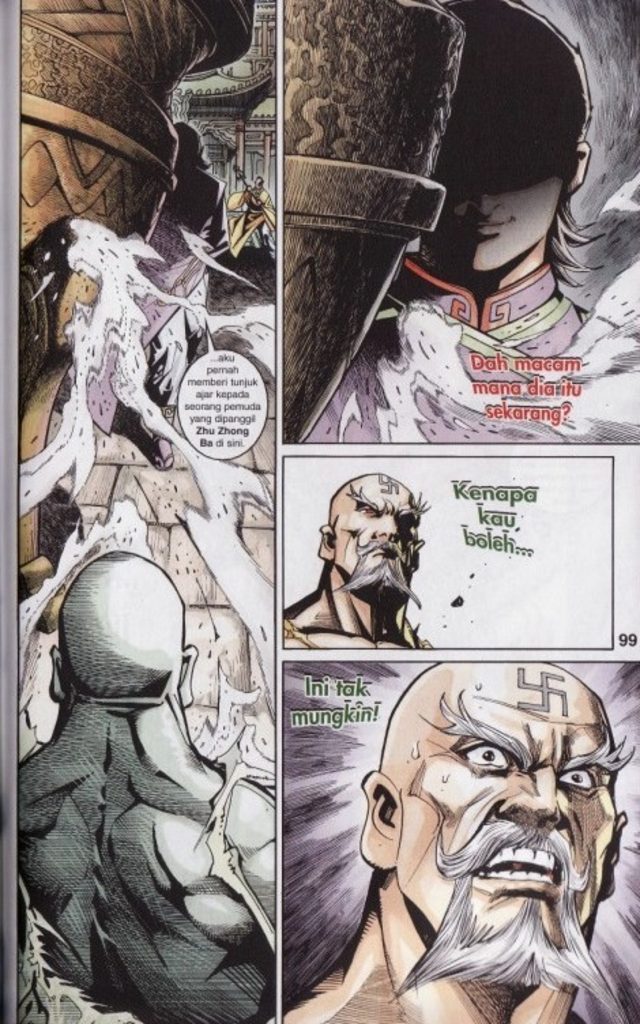 ...aku
pernah
memberi tunjuk
ajar kepada
seorang pemuda
yang dipanggil
Zhu Zhong
Ba di sini.
Dah macam
mana dia itu
sekarang?
Kenapa
kau
boleh...
99
Ini tak
mungkin!